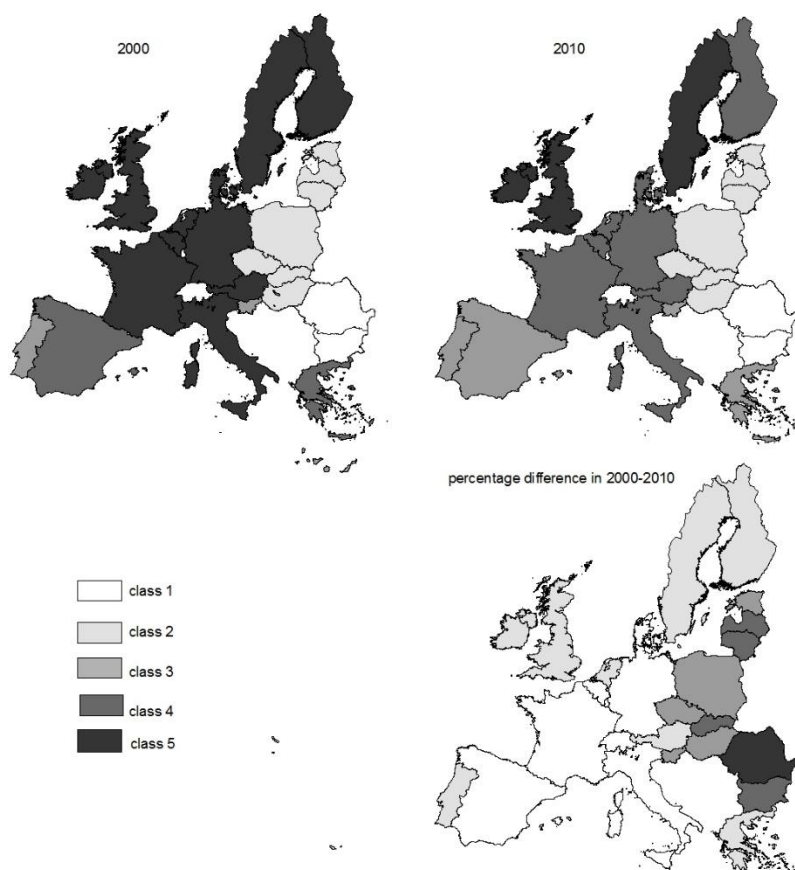 2000
2010
percentage difference in 2000-2010
class 1
class 2
class 3
class 4
class 5